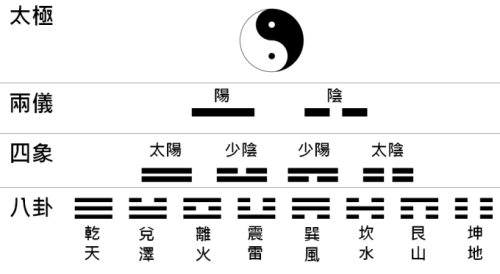 太極
兩儀 陽 陰
四象 太陽 少陰 少陽 太陰
八卦
乾 兌 離 震 巽 坎 艮 坤
天 澤 火 雷 風 水 山 地